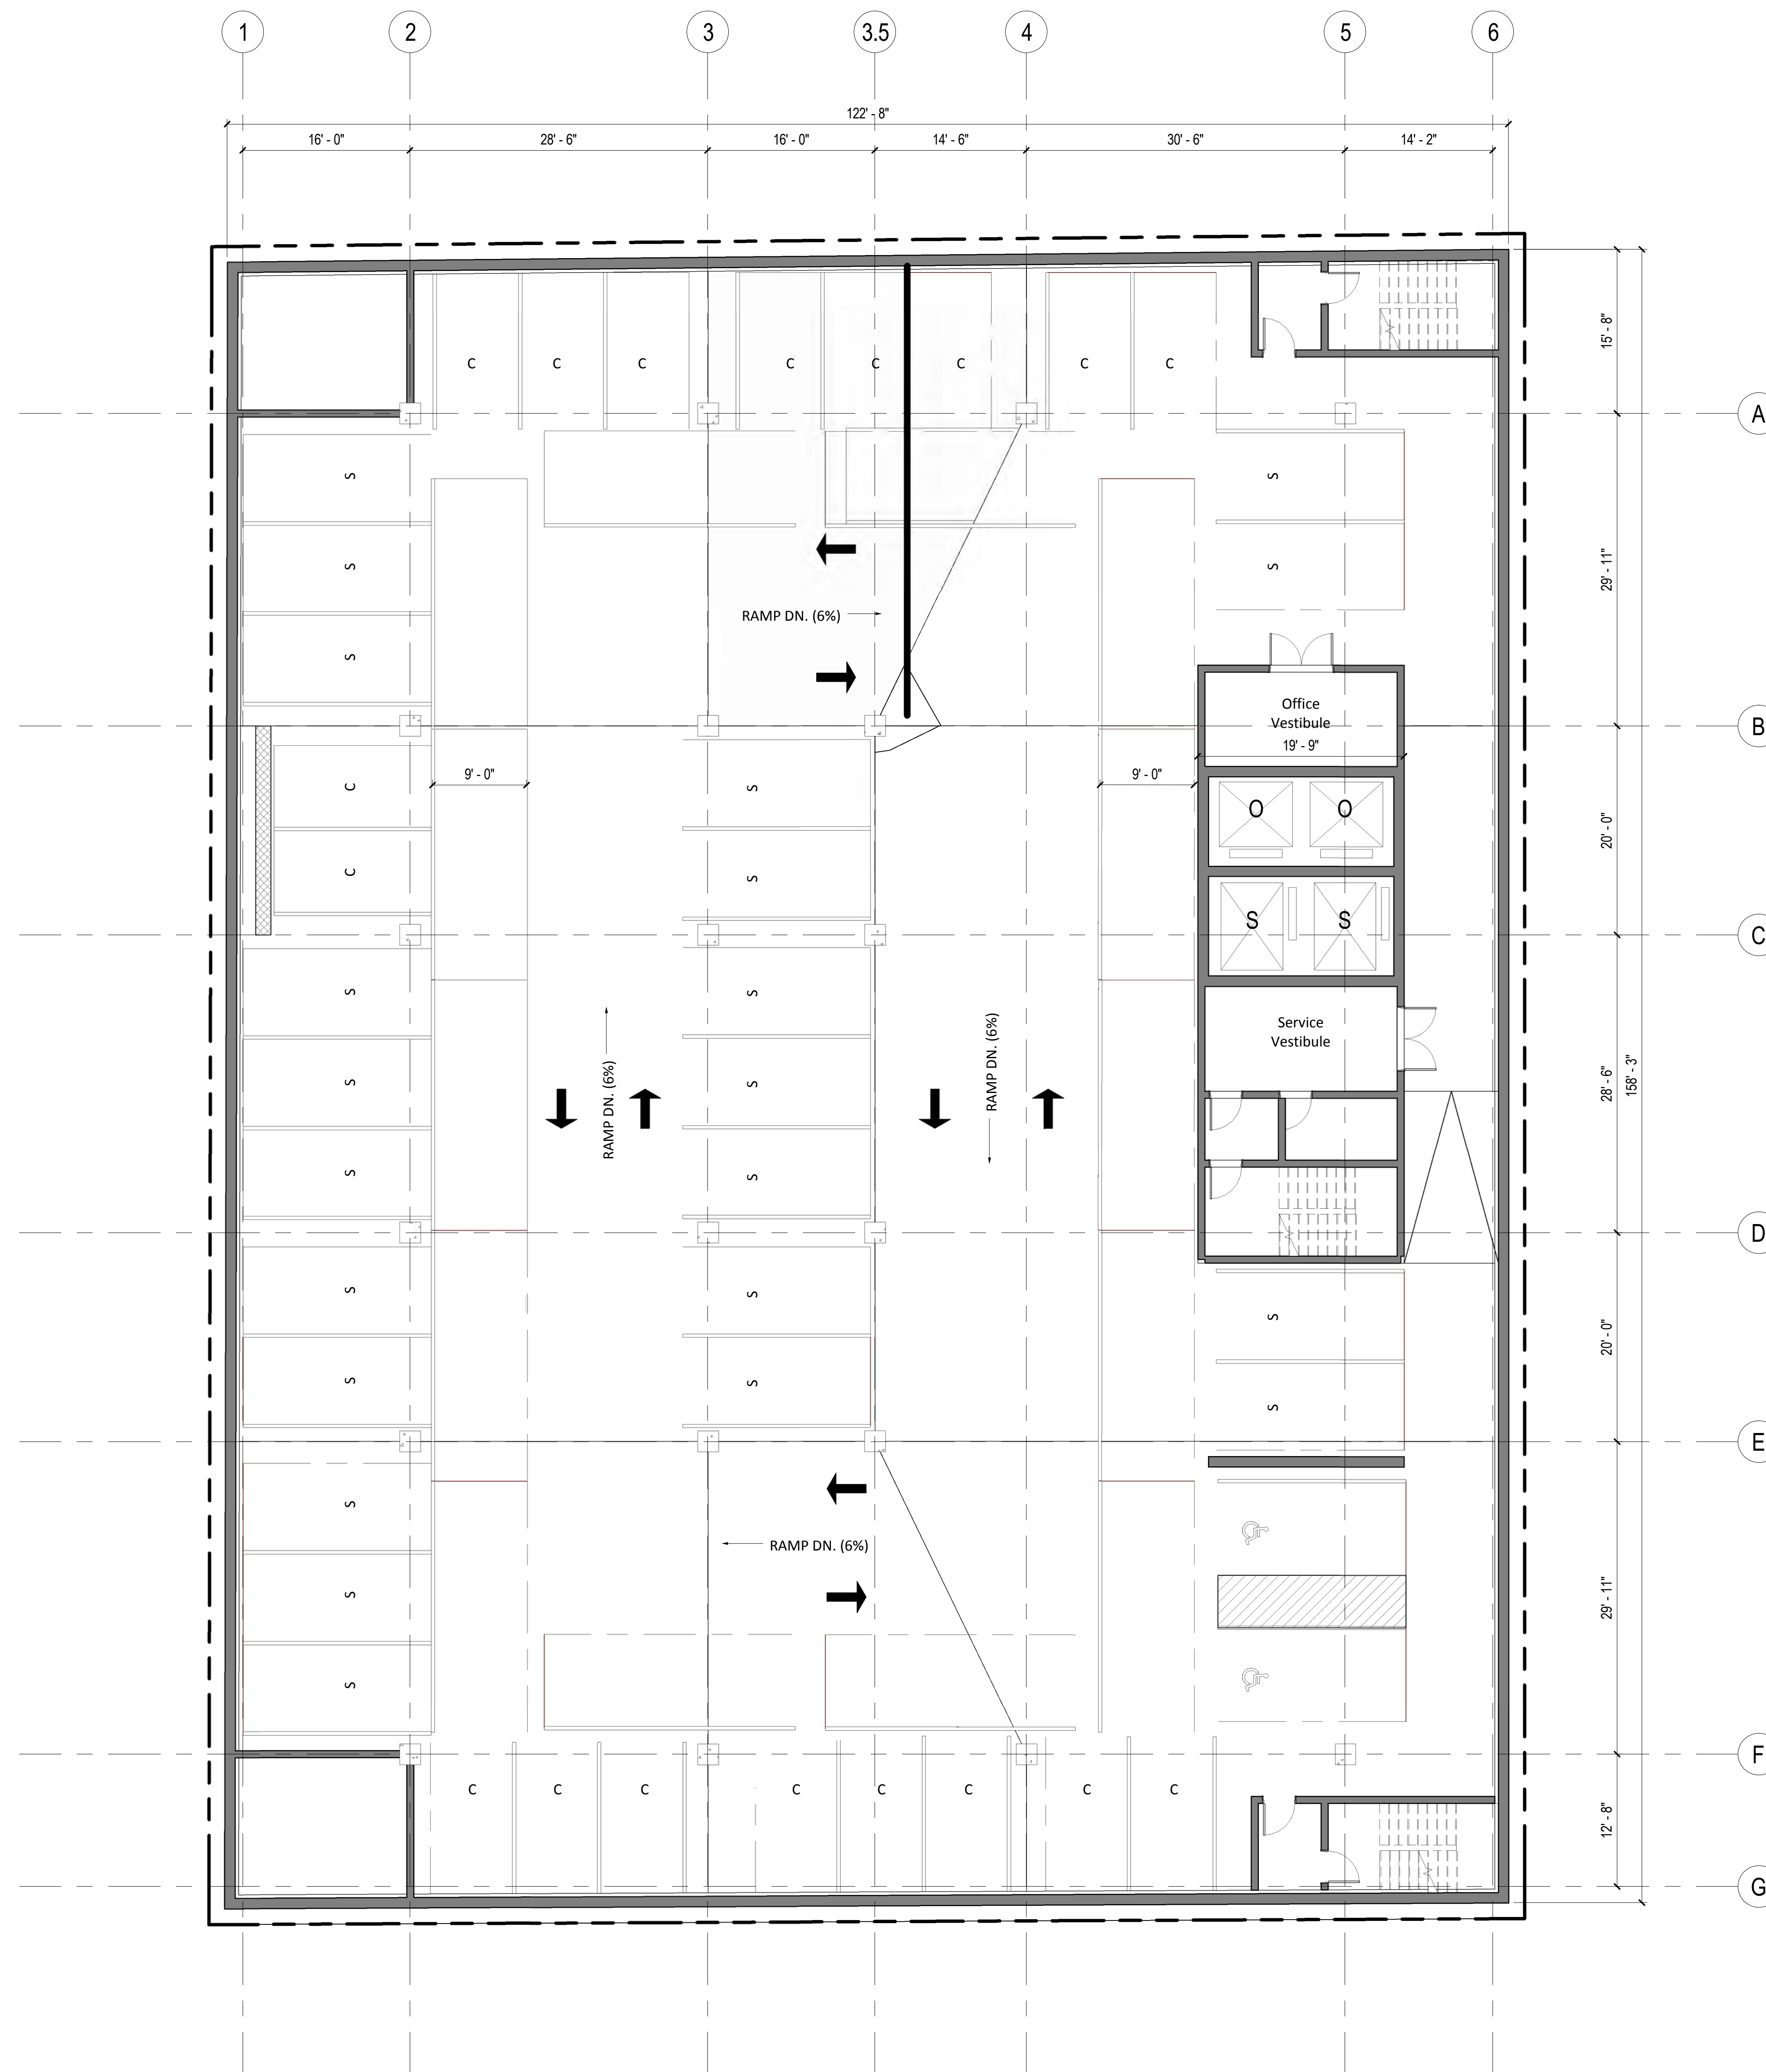 1 2 3 3.5 4 5 6
122' - 8"
16' - 0" 28' - 6" 16' - 0" 14' - 6" 30' - 6" 14' - 2"
15' - 8"
C C C C C C C C
A
S S
29' - 11"
S S
RAMP DN. (6%)
S
Office
Vestibule
B
19' - 9"
9' - 0" 9' - 0"
C S
O O
20' - 0"
C S
S S
C
S S
Service
Vestibule
RAMP DN. (6%)
RAMP DN. (6%)
S S
28' - 6"
158' - 3"
S S
D
S S S
20' - 0"
S S S
E
S
RAMP DN. (6%)
S
29' - 11"
S
F
C C C C C C C C
12' - 8"
G